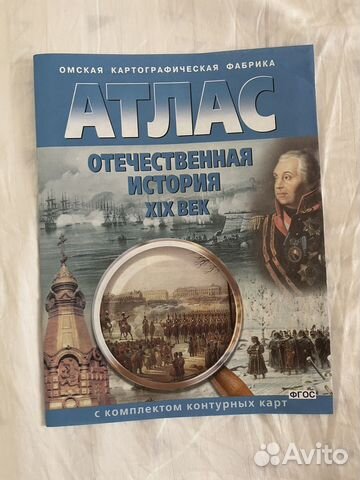 ОМСКАЯ КАРТОГРАФИЧЕСКАЯ ФАБРИКА
АТЛАС
ОТЕЧЕСТВЕННАЯ
ИСТОРИЯ
XIX ВЕК
с комплектом контурных карт
ФГОС
Avito